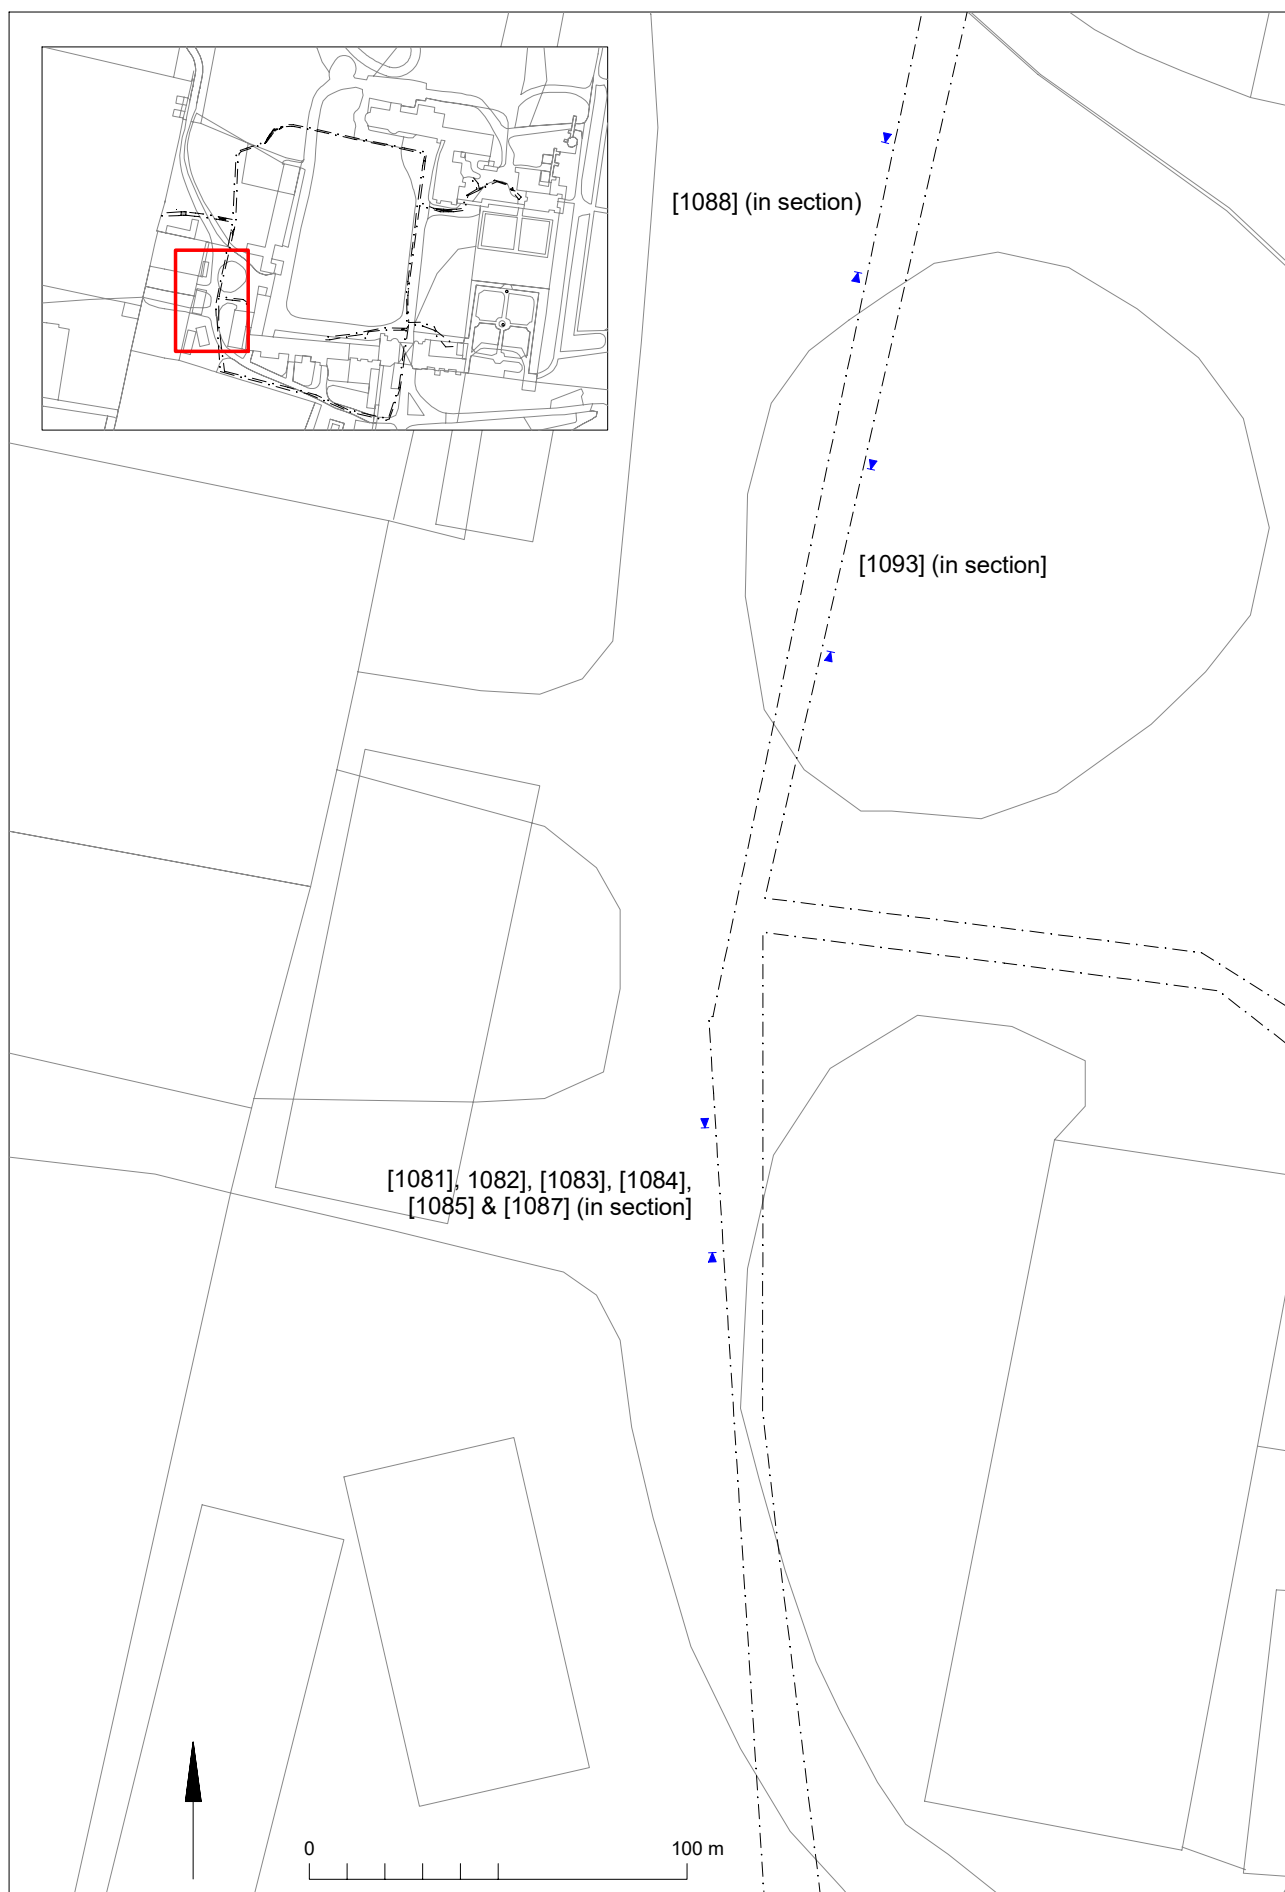 [1088] (in section)
[1093] (in section]
[1081], 1082], [1083], [1084],
[1085] & [1087] (in section]
0 100 m